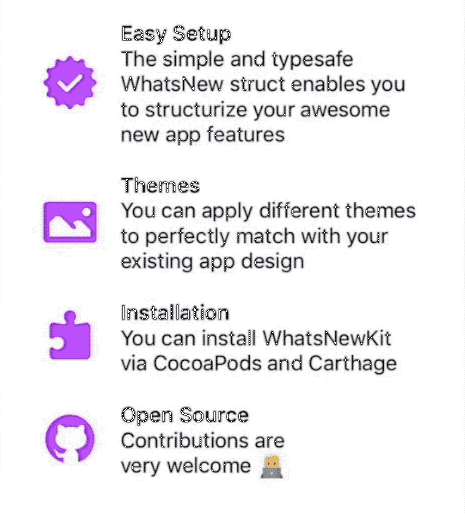 Easy Setup
The simple and typesafe
WhatsNew struct enables you
to structurize your awesome
new app features
Themes
You can apply different themes
to perfectly match with your
existing app design
Installation
You can install WhatsNewKit
via CocoaPods and Carthage
Open Source
Contributions are
very welcome 👨‍💻